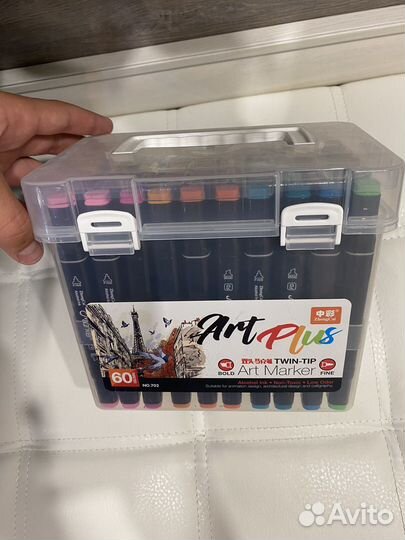 Art Plus
中彩
ZhongCai
双头马克笔 TWIN-TIP
BOLD Art Marker FINE
60
NO.702
Alcohol Ink • Non-Toxic • Low Odor
Suitable for animation design, architectural design, and calligraphy
Avito